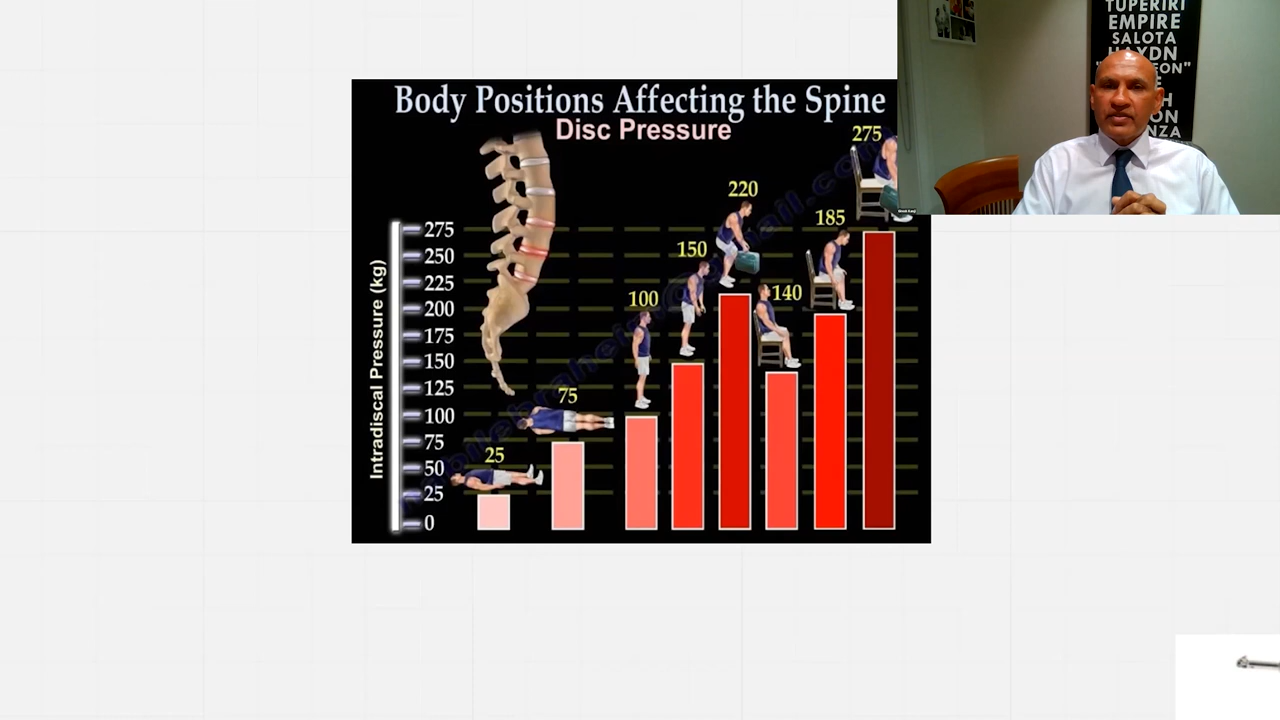 Body Positions Affecting the Spine
Disc Pressure
Intradiscal Pressure (kg)
275
250
225
200
175
150
125
100
75
50
25
0
25
75
100
150
220
140
185
275
TUPERIRI
EMPIRE
SALOTA
HAYDN